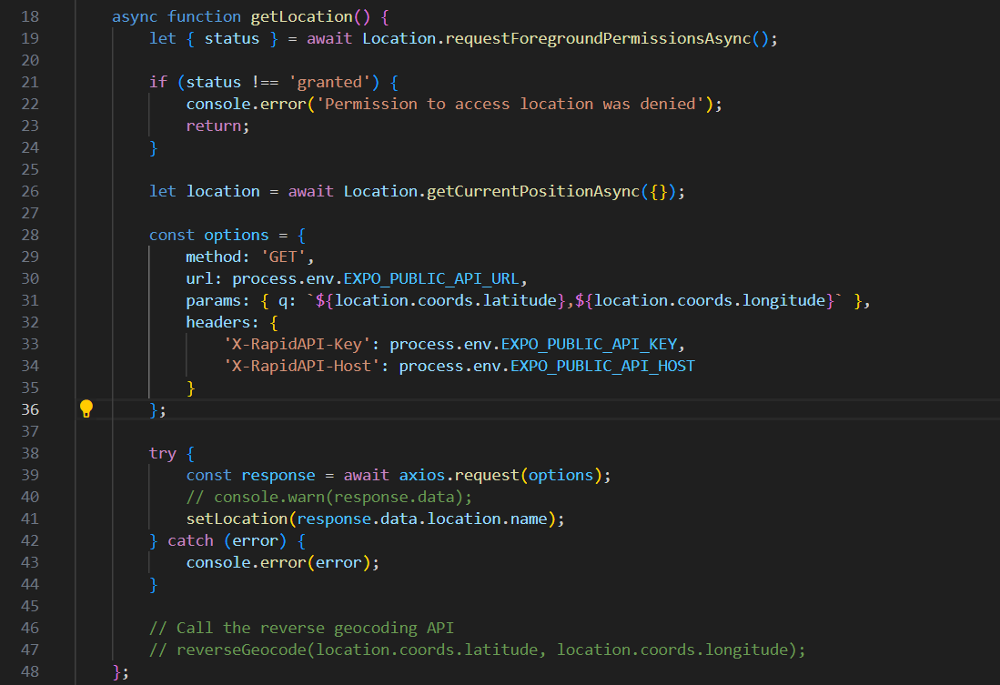 18 async function getLocation() {
19 let { status } = await Location.requestForegroundPermissionsAsync();
20
21 if (status !== 'granted') {
22 console.error('Permission to access location was denied');
23 return;
24 }
25
26 let location = await Location.getCurrentPositionAsync({});
27
28 const options = {
29 method: 'GET',
30 url: process.env.EXPO_PUBLIC_API_URL,
31 params: { q: `${location.coords.latitude},${location.coords.longitude}` },
32 headers: {
33 'X-RapidAPI-Key': process.env.EXPO_PUBLIC_API_KEY,
34 'X-RapidAPI-Host': process.env.EXPO_PUBLIC_API_HOST
35 }
36 };
37
38 try {
39 const response = await axios.request(options);
40 // console.warn(response.data);
41 setLocation(response.data.location.name);
42 } catch (error) {
43 console.error(error);
44 }
45
46 // Call the reverse geocoding API
47 // reverseGeocode(location.coords.latitude, location.coords.longitude);
48 };